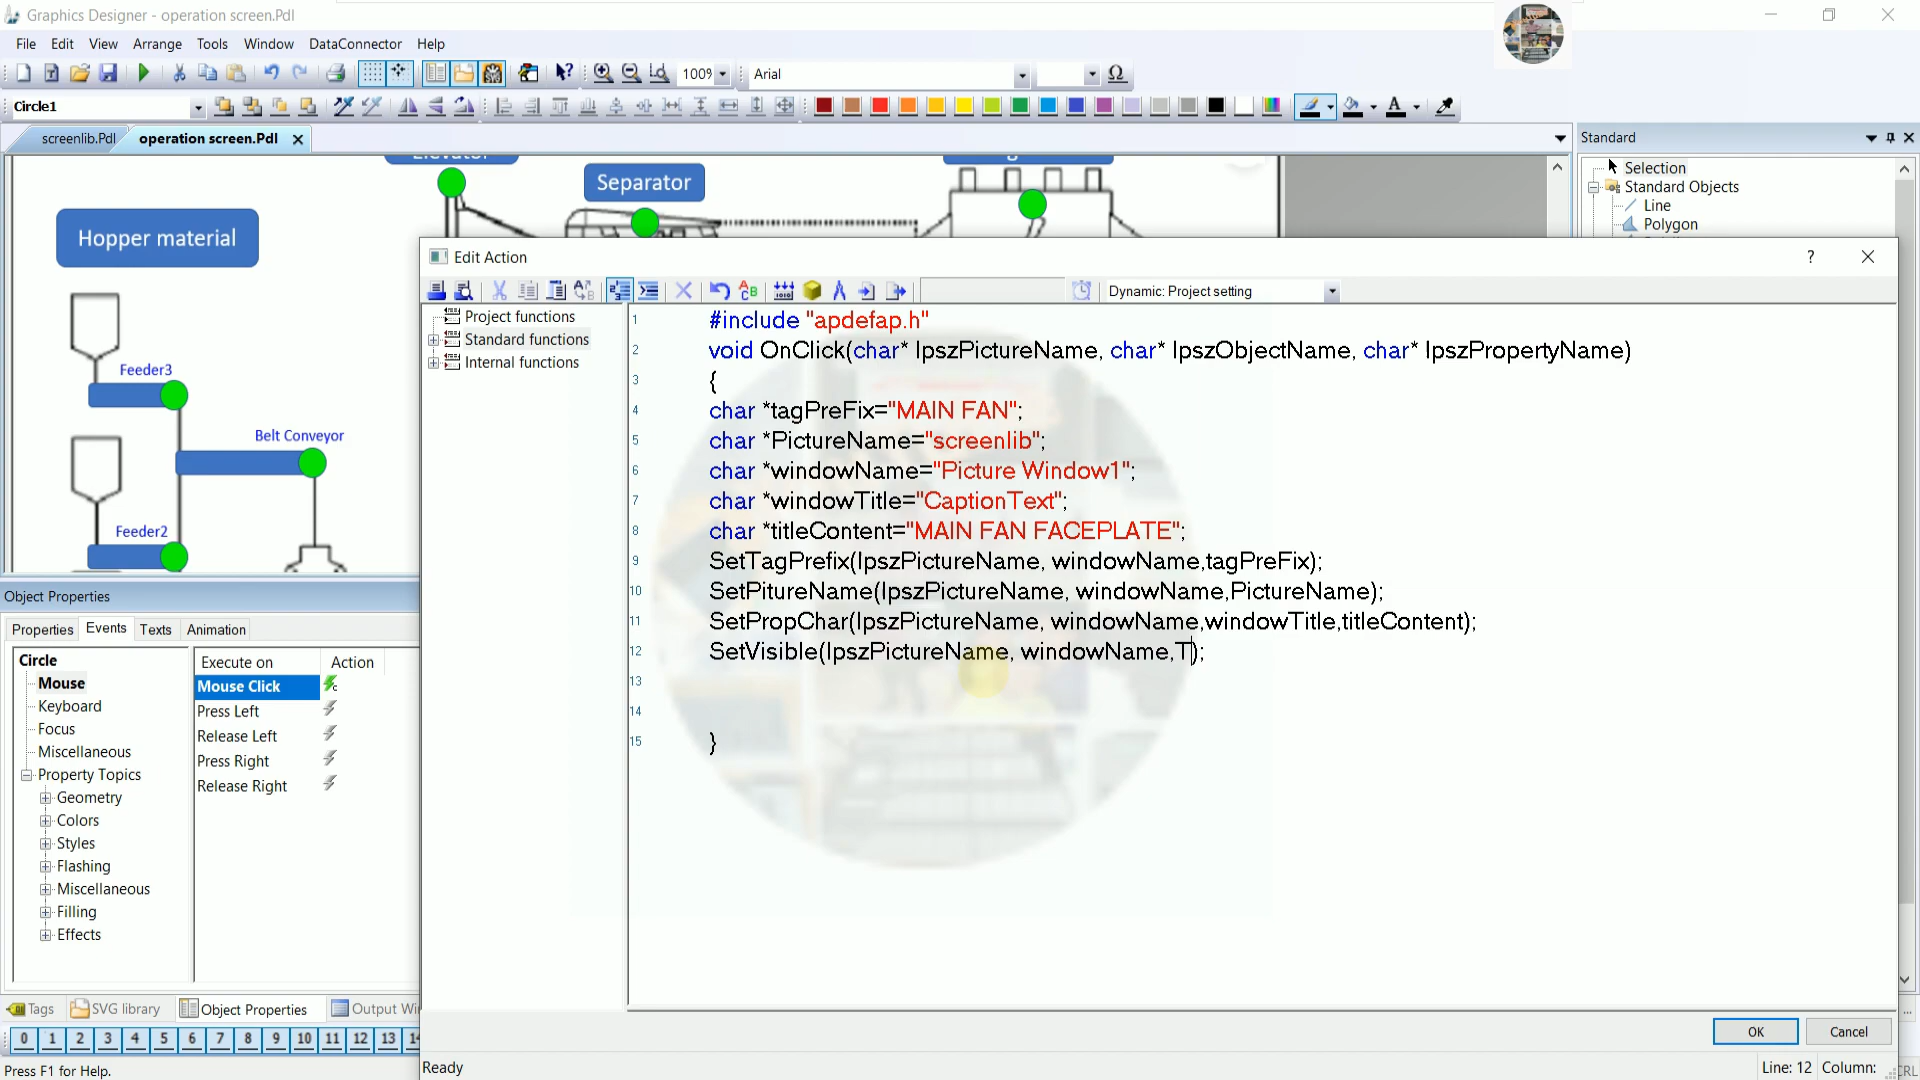 Graphics Designer - operation screen.Pdl
File Edit View Arrange Tools Window DataConnector Help
100% Arial
Circle1
screenlib.Pdl operation screen.Pdl
Standard
Selection
Standard Objects
Line
Polygon
Separator
Hopper material
Feeder3
Belt Conveyor
Feeder2
Edit Action
Dynamic: Project setting
Project functions
Standard functions
Internal functions
1 #include "apdefap.h"
2 void OnClick(char* lpszPictureName, char* lpszObjectName, char* lpszPropertyName)
3 {
4 char *tagPreFix="MAIN FAN";
5 char *PictureName="screenlib";
6 char *windowName="Picture Window1";
7 char *windowTitle="CaptionText";
8 char *titleContent="MAIN FAN FACEPLATE";
9 SetTagPrefix(lpszPictureName, windowName,tagPreFix);
10 SetPitureName(lpszPictureName, windowName,PictureName);
11 SetPropChar(lpszPictureName, windowName,windowTitle,titleContent);
12 SetVisible(lpszPictureName, windowName,T);
13
14
15 }
Object Properties
Properties Events Texts Animation
Circle
Mouse
Keyboard
Focus
Miscellaneous
Property Topics
Geometry
Colors
Styles
Flashing
Miscellaneous
Filling
Effects
Execute on Action
Mouse Click
Press Left
Release Left
Press Right
Release Right
Tags SVG library Object Properties Output Wi
0 1 2 3 4 5 6 7 8 9 10 11 12 13
OK Cancel
Press F1 for Help.
Ready Line: 12 Column: